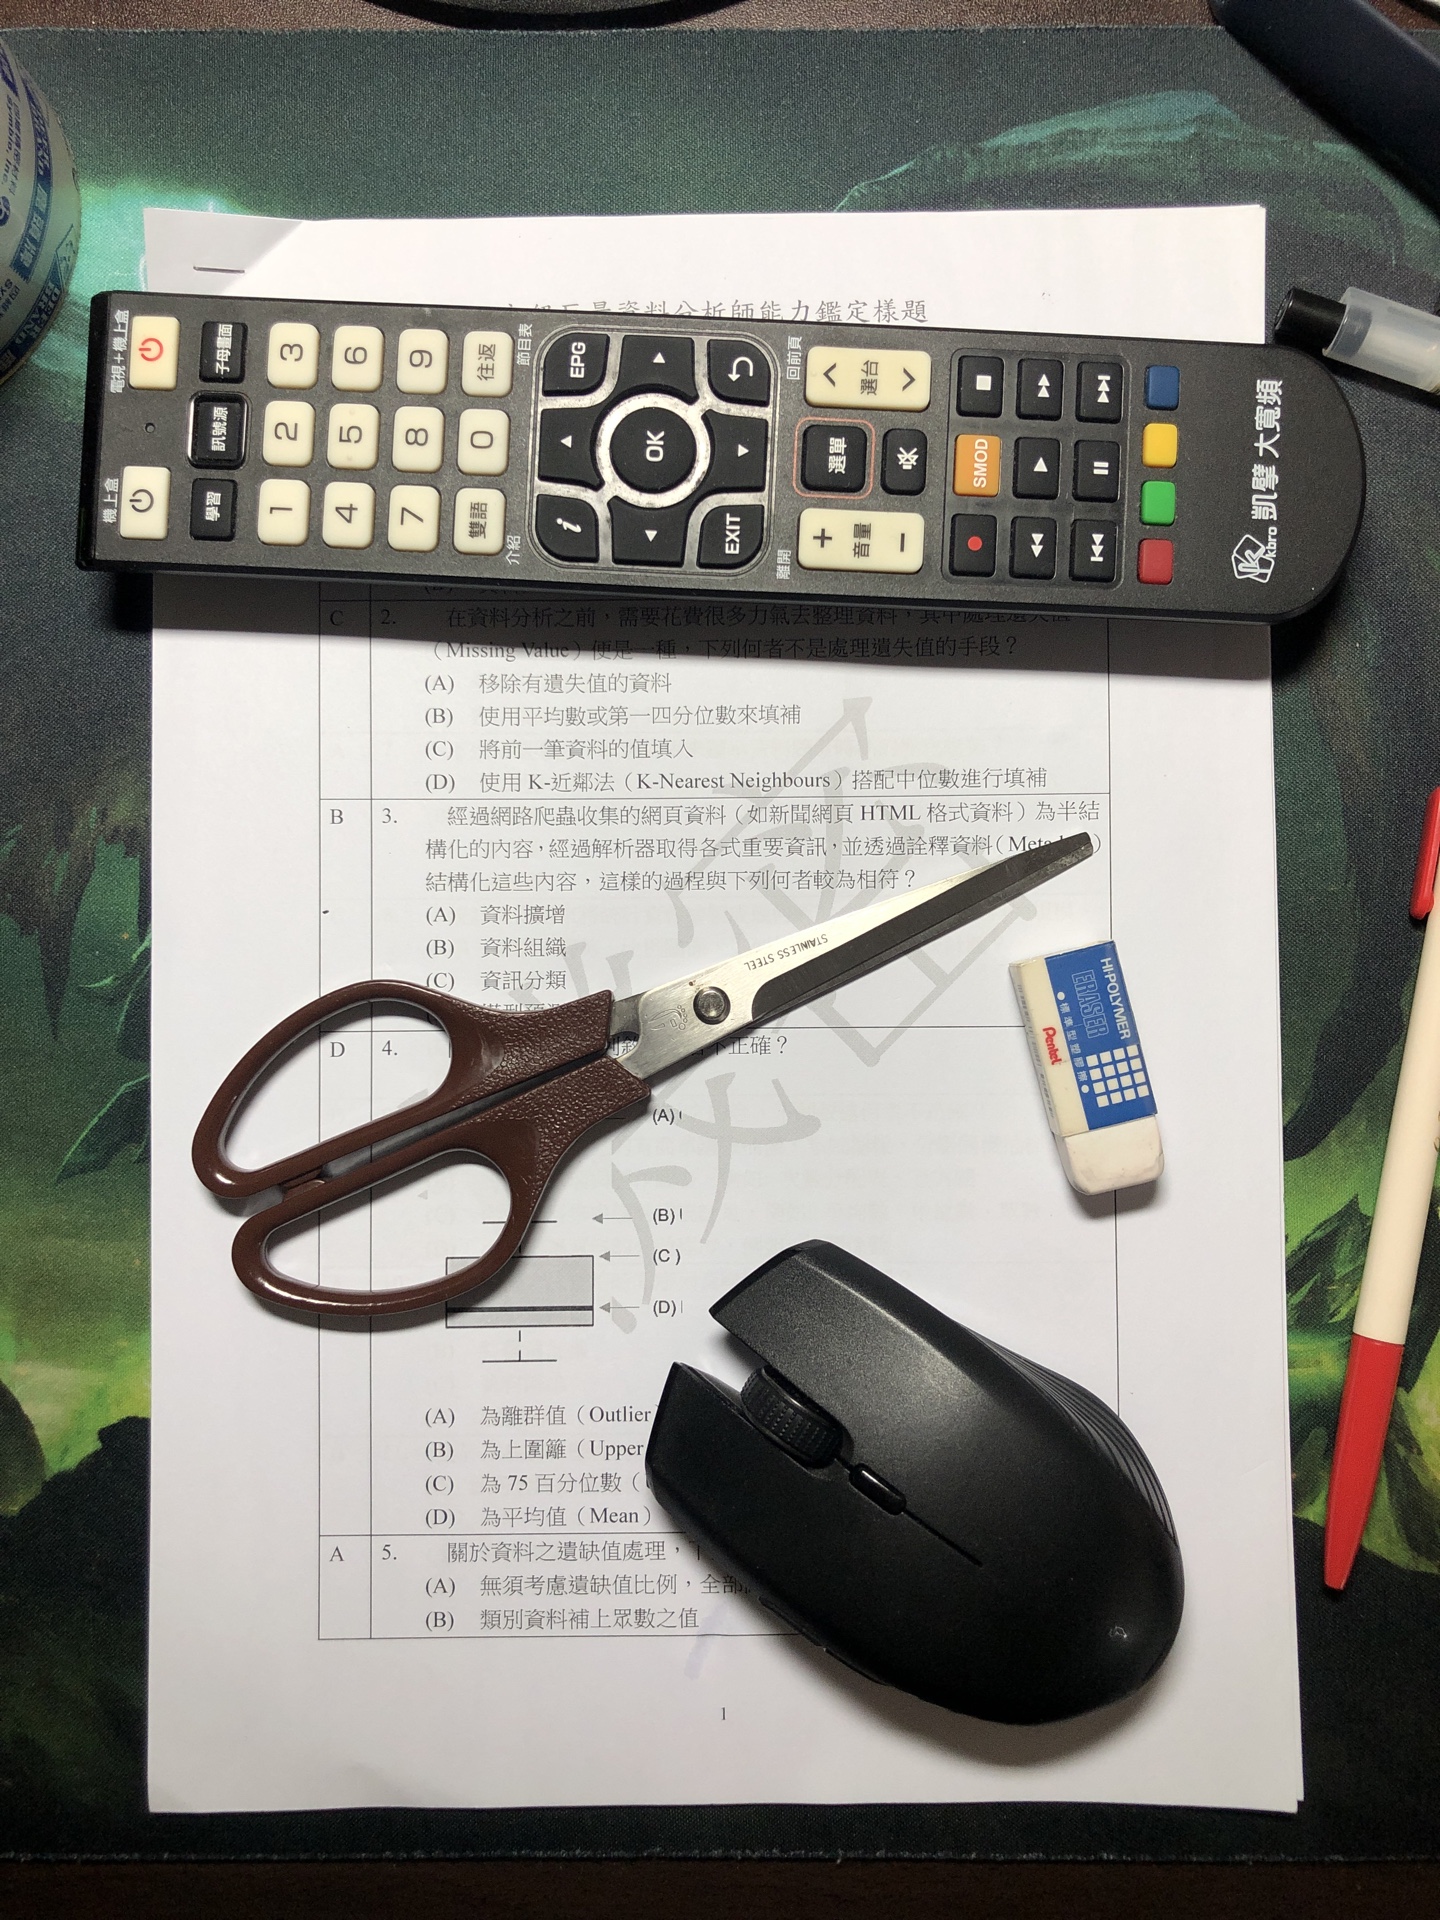 資料分析師能力鑑定樣題
電視+機上盒
機上盒
子母畫面
訊號源
學習
3
6
9
往返
2
5
8
0
1
4
7
雙語
節目表
介紹
EPG
OK
i
EXIT
回前頁
離開
選台
選單
+
音量
−
SMOD
kbro 凱擘大寬頻
C 2. 在資料分析之前,需要花費很多力氣去整理資料,其中處理遺失值
(Missing Value)便是一種,下列何者不是處理遺失值的手段?
(A) 移除有遺失值的資料
(B) 使用平均數或第一四分位數來填補
(C) 將前一筆資料的值填入
(D) 使用 K-近鄰法(K-Nearest Neighbours)搭配中位數進行填補
B 3. 經過網路爬蟲收集的網頁資料(如新聞網頁 HTML 格式資料)為半結
構化的內容,經過解析器取得各式重要資訊,並透過詮釋資料(Meta
結構化這些內容,這樣的過程與下列何者較為相符?
(A) 資料擴增
(B) 資料組織
(C) 資訊分類
STAINLESS STEEL
HI-POLYMER
ERASER
標準型塑膠擦
Pentel
D 4. 不正確?
(A)
(B)
(C)
(D)
(A) 為離群值(Outlier
(B) 為上圍籬(Upper
(C) 為 75 百分位數(
(D) 為平均值(Mean)
A 5. 關於資料之遺缺值處理,
(A) 無須考慮遺缺值比例,全部
(B) 類別資料補上眾數之值
1